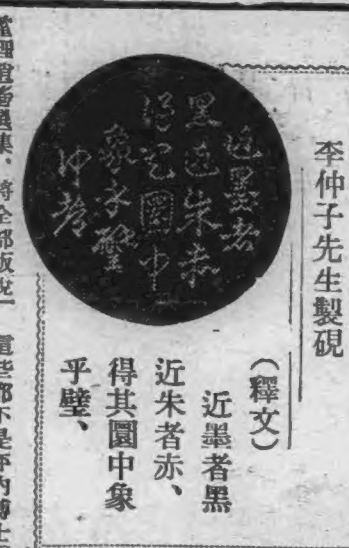 李仲子先生製硯
(釋文)
近墨者黑
近朱者赤、
得其圜中象
乎璧、
近墨者
黑近朱赤
得其圜中
象乎璧
仲考